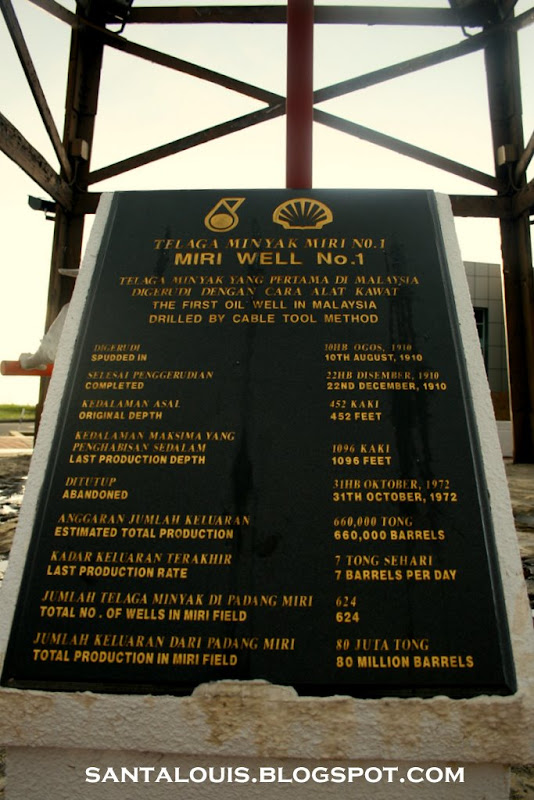 TELAGA MINYAK MIRI NO.1
MIRI WELL No.1
TELAGA MINYAK YANG PERTAMA DI MALAYSIA
DIGERUDI DENGAN CARA ALAT KAWAT
THE FIRST OIL WELL IN MALAYSIA
DRILLED BY CABLE TOOL METHOD
DIGERUDI 10HB OGOS, 1910
SPUDDED IN 10TH AUGUST, 1910
SELESAI PENGGERUDIAN 22HB DISEMBER, 1910
COMPLETED 22ND DECEMBER, 1910
KEDALAMAN ASAL 452 KAKI
ORIGINAL DEPTH 452 FEET
KEDALAMAN MAKSIMA YANG
PENGHABISAN SEDALAM 1096 KAKI
LAST PRODUCTION DEPTH 1096 FEET
DITUTUP 31HB OKTOBER, 1972
ABANDONED 31TH OCTOBER, 1972
ANGGARAN JUMLAH KELUARAN 660,000 TONG
ESTIMATED TOTAL PRODUCTION 660,000 BARRELS
KADAR KELUARAN TERAKHIR 7 TONG SEHARI
LAST PRODUCTION RATE 7 BARRELS PER DAY
JUMLAH TELAGA MINYAK DI PADANG MIRI 624
TOTAL NO. OF WELLS IN MIRI FIELD 624
JUMLAH KELUARAN DARI PADANG MIRI 80 JUTA TONG
TOTAL PRODUCTION IN MIRI FIELD 80 MILLION BARRELS
SANTALOUIS.BLOGSPOT.COM